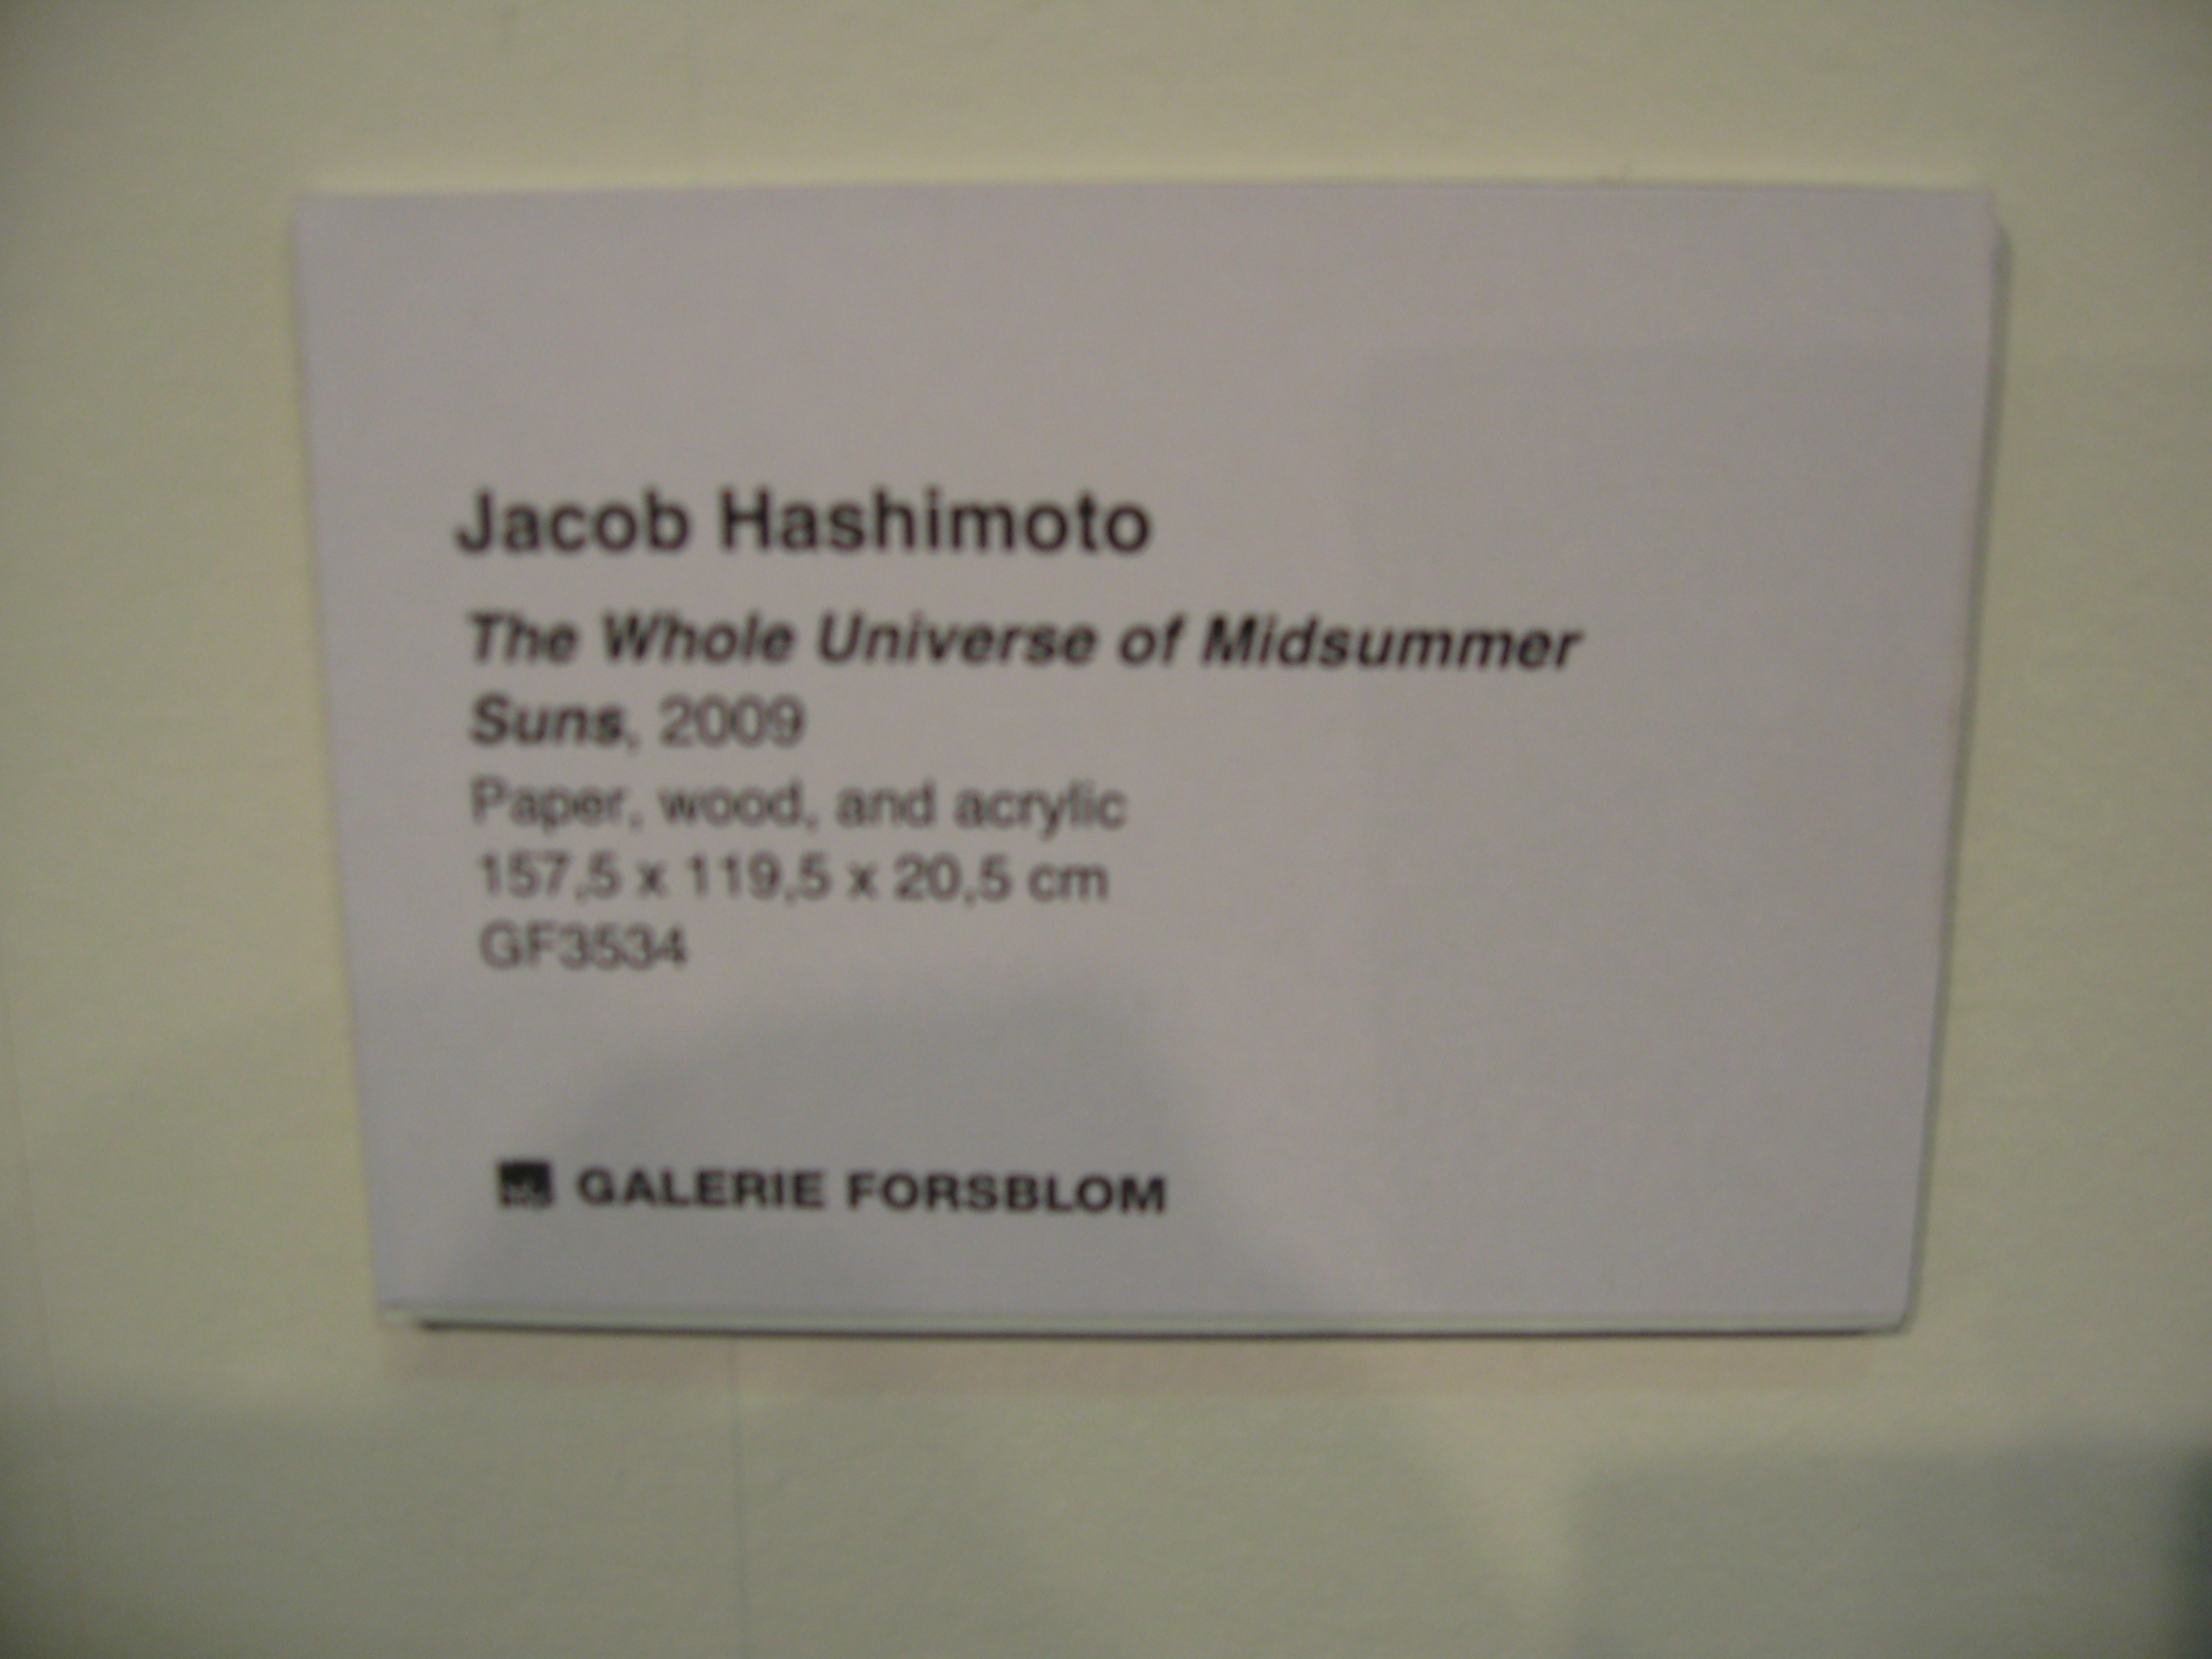 Jacob Hashimoto
The Whole Universe of Midsummer
Suns, 2009
Paper, wood, and acrylic
157,5 x 119,5 x 20,5 cm
GF3534
GALERIE FORSBLOM